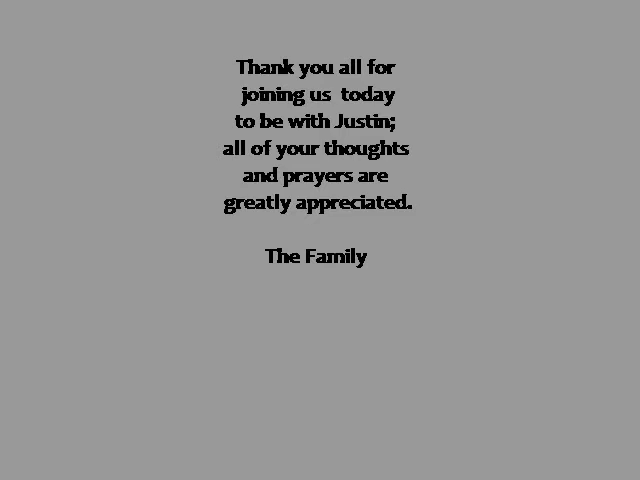 Thank you all for
joining us  today
to be with Justin;
all of your thoughts
and prayers are
greatly appreciated.
The Family